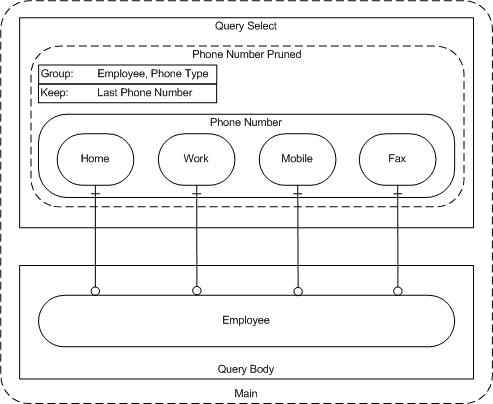 Query Select
Phone Number Pruned
Group: Employee, Phone Type
Keep: Last Phone Number
Phone Number
Home Work Mobile Fax
Employee
Query Body
Main